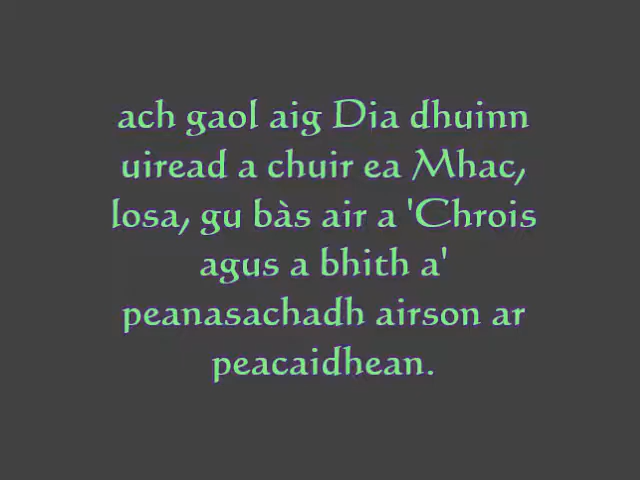 ach gaol aig Dia dhuinn
uiread a chuir ea Mhac,
Iosa, gu bàs air a 'Chrois
agus a bhith a'
peanasachadh airson ar
peacaidhean.